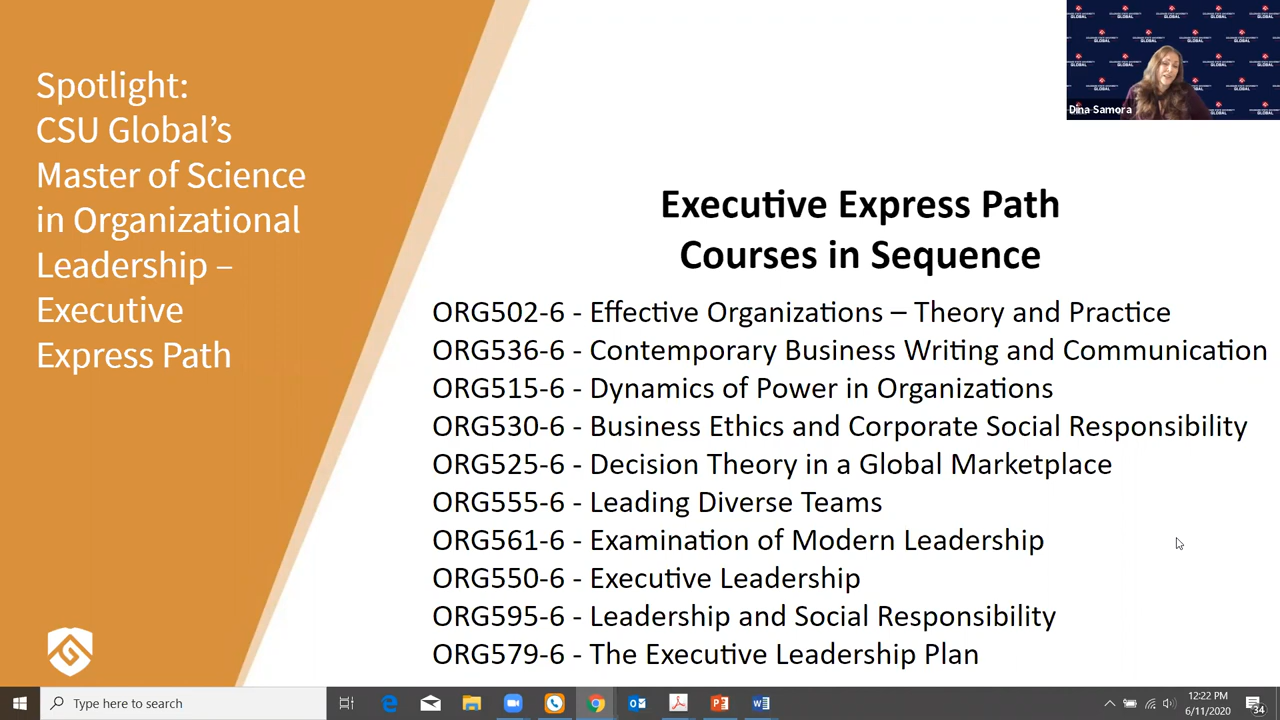 Spotlight:
CSU Global's
Master of Science
in Organizational
Leadership –
Executive
Express Path
Dina Samora
Executive Express Path
Courses in Sequence
ORG502-6 - Effective Organizations – Theory and Practice
ORG536-6 - Contemporary Business Writing and Communication
ORG515-6 - Dynamics of Power in Organizations
ORG530-6 - Business Ethics and Corporate Social Responsibility
ORG525-6 - Decision Theory in a Global Marketplace
ORG555-6 - Leading Diverse Teams
ORG561-6 - Examination of Modern Leadership
ORG550-6 - Executive Leadership
ORG595-6 - Leadership and Social Responsibility
ORG579-6 - The Executive Leadership Plan
Type here to search
12:22 PM
6/11/2020
34